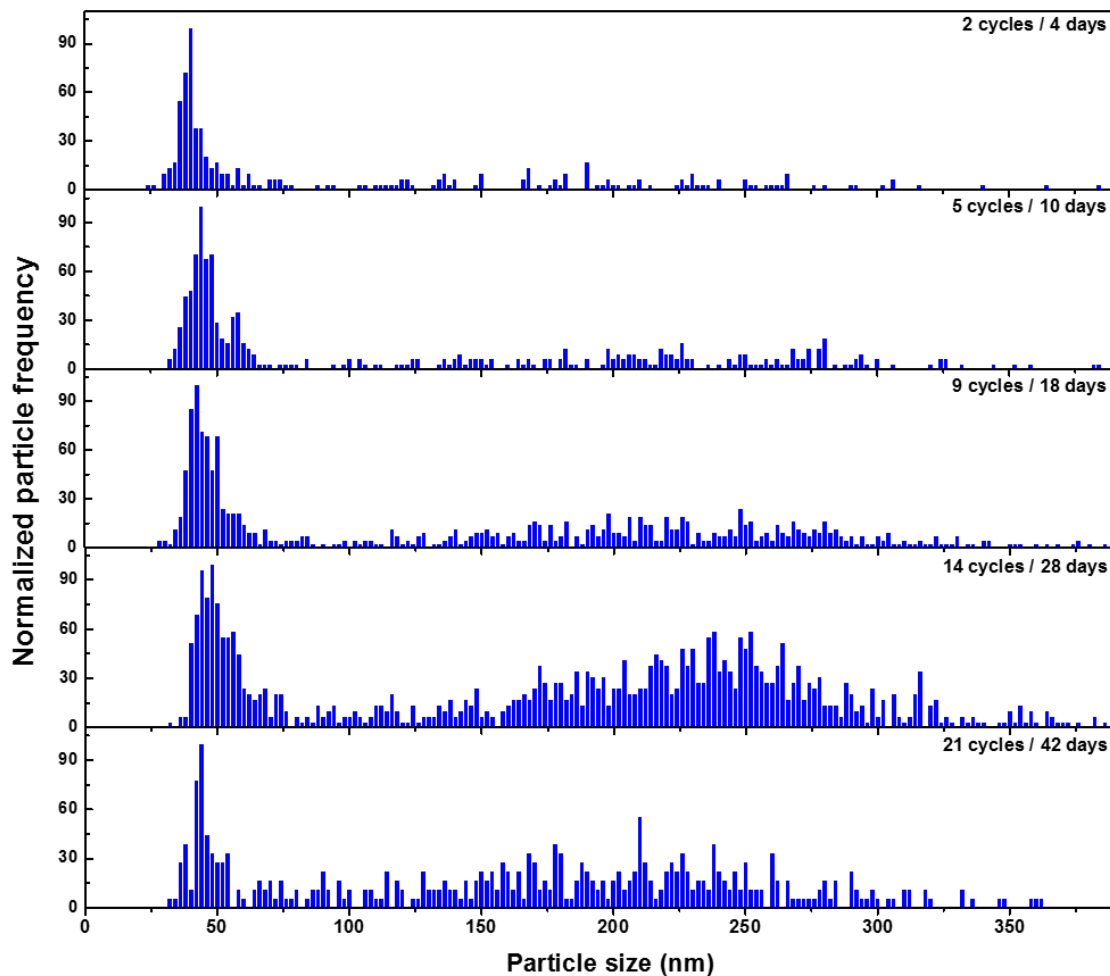 2 cycles / 4 days
90
60
30
0
5 cycles / 10 days
90
60
30
0
9 cycles / 18 days
90
60
30
0
14 cycles / 28 days
90
60
30
0
21 cycles / 42 days
90
60
30
0
0 50 100 150 200 250 300 350
Normalized particle frequency
Particle size (nm)